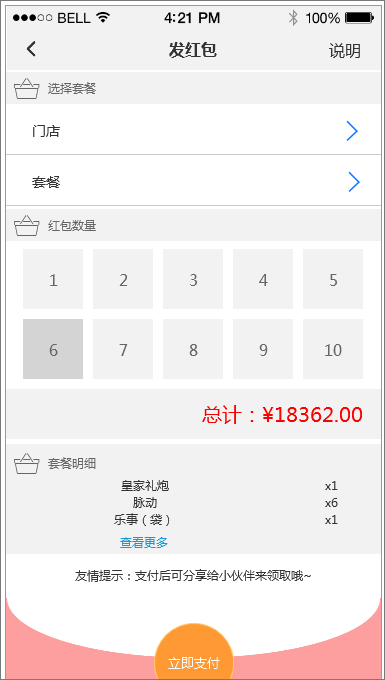 BELL 4:21 PM 100%
发红包 说明
选择套餐
门店
套餐
红包数量
1 2 3 4 5
6 7 8 9 10
总计：¥18362.00
套餐明细
皇家礼炮 x1
脉动 x6
乐事（袋） x1
查看更多
友情提示：支付后可分享给小伙伴来领取哦~
立即支付